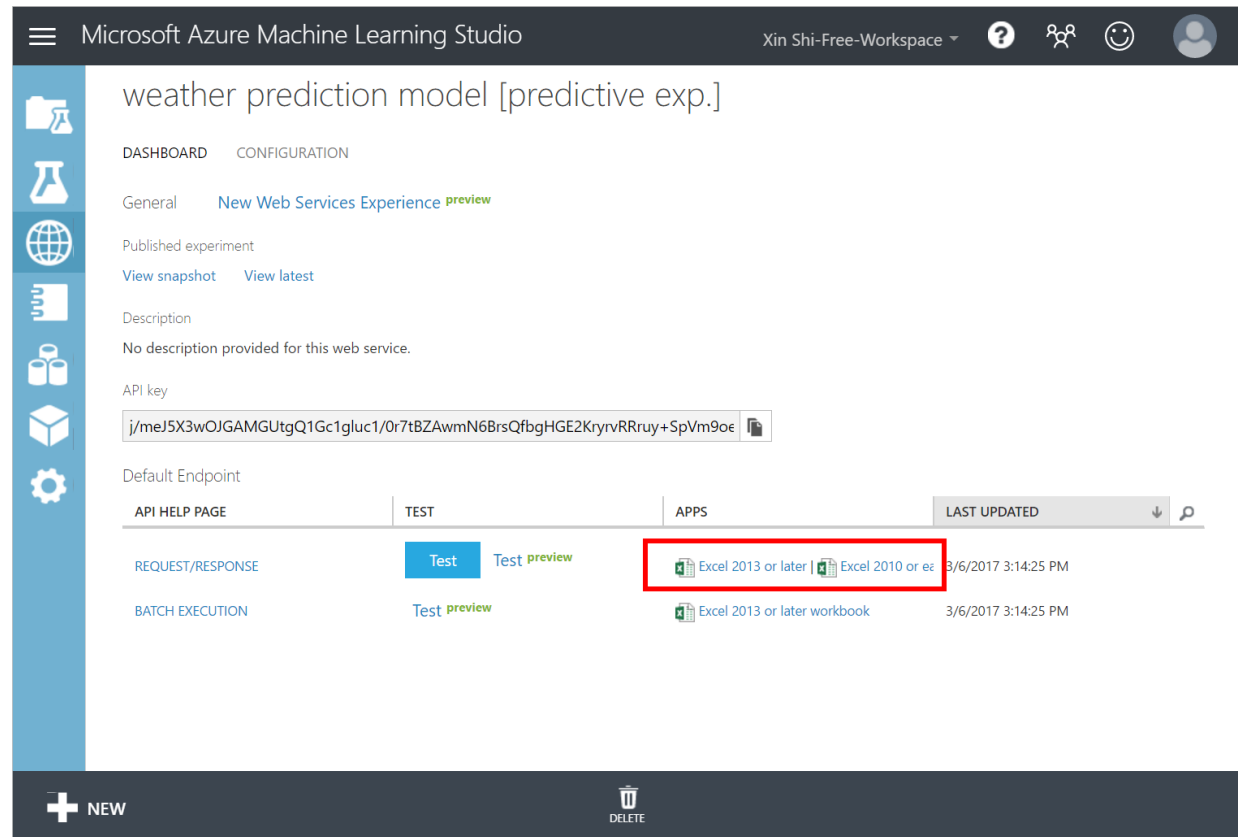 Microsoft Azure Machine Learning Studio
Xin Shi-Free-Workspace
?
weather prediction model [predictive exp.]
DASHBOARD CONFIGURATION
General New Web Services Experience preview
Published experiment
View snapshot View latest
Description
No description provided for this web service.
API key
j/meJ5X3wOJGAMGUtgQ1Gc1gluc1/0r7tBZAwmN6BrsQfbgHGE2KryrvRRruy+SpVm9oe
Default Endpoint
API HELP PAGE TEST APPS LAST UPDATED
REQUEST/RESPONSE Test Test preview Excel 2013 or later | Excel 2010 or ea 3/6/2017 3:14:25 PM
BATCH EXECUTION Test preview Excel 2013 or later workbook 3/6/2017 3:14:25 PM
NEW
DELETE